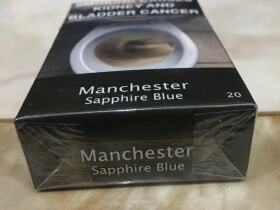 KIDNEY AND
BLADDER CANCER
Manchester
Sapphire Blue
20
Manchester
Sapphire Blue